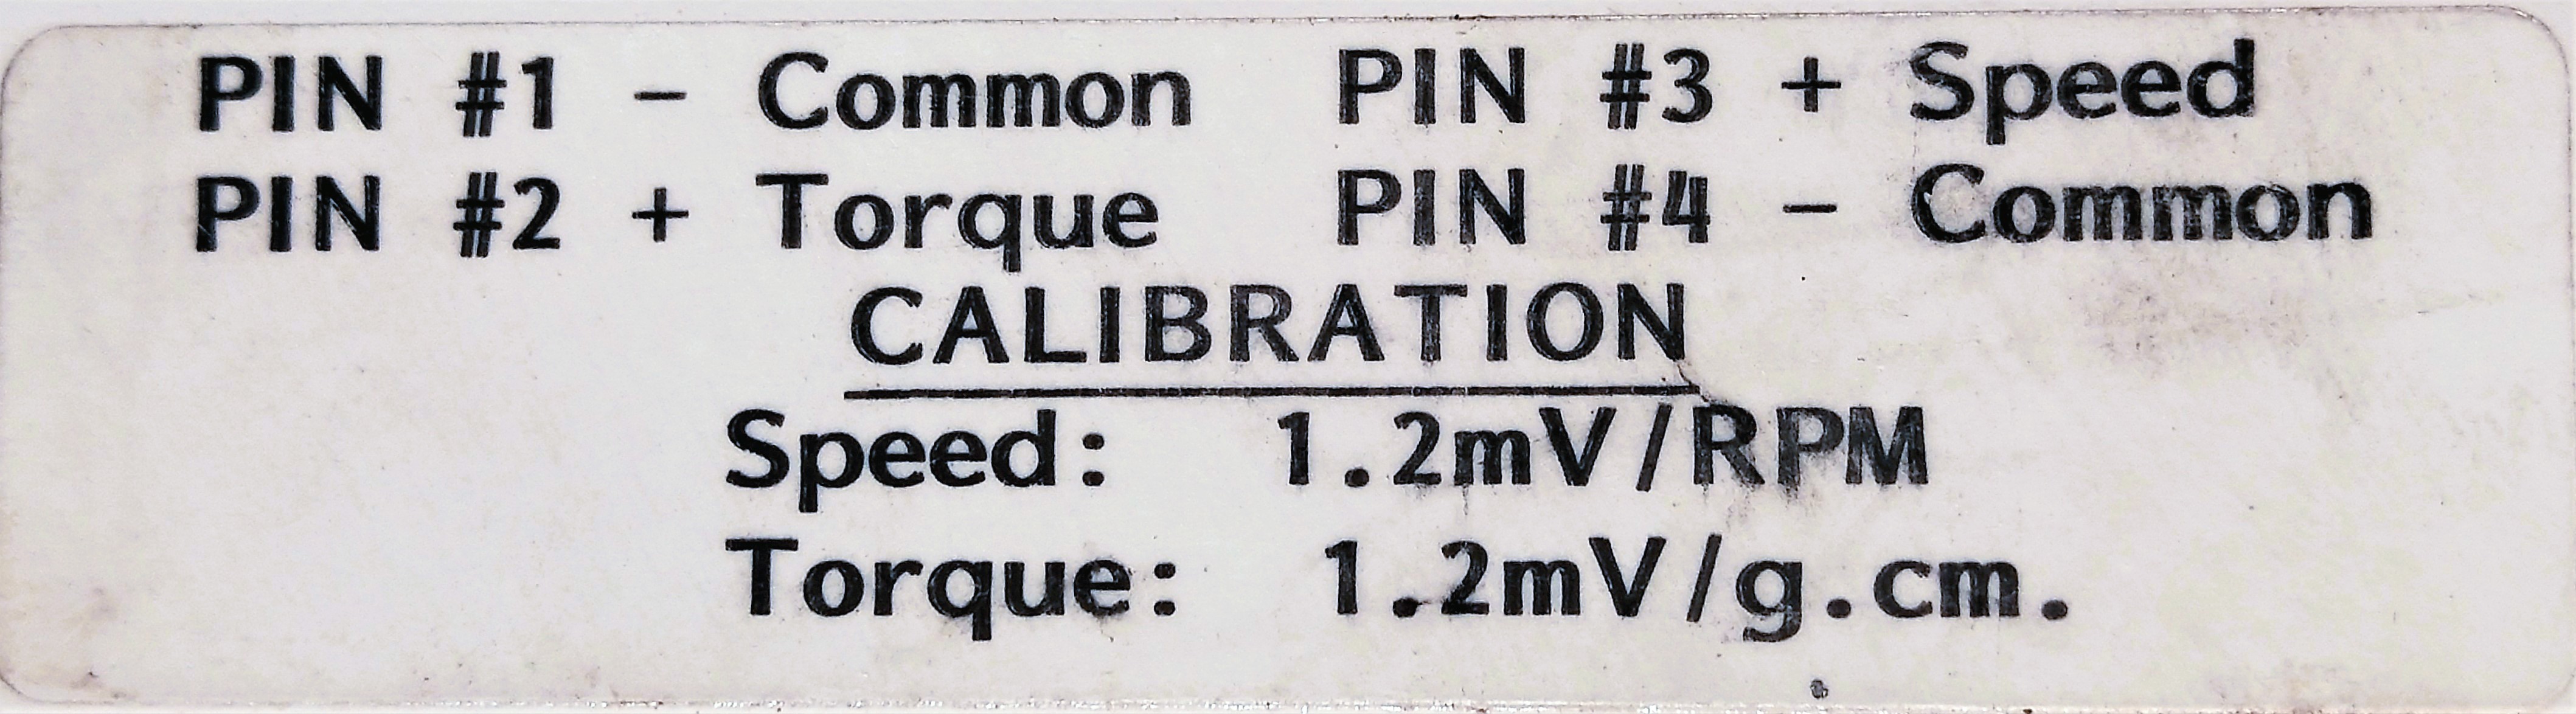 PIN #1 - Common PIN #3 + Speed
PIN #2 + Torque PIN #4 - Common
CALIBRATION
Speed: 1.2mV/RPM
Torque: 1.2mV/g.cm.